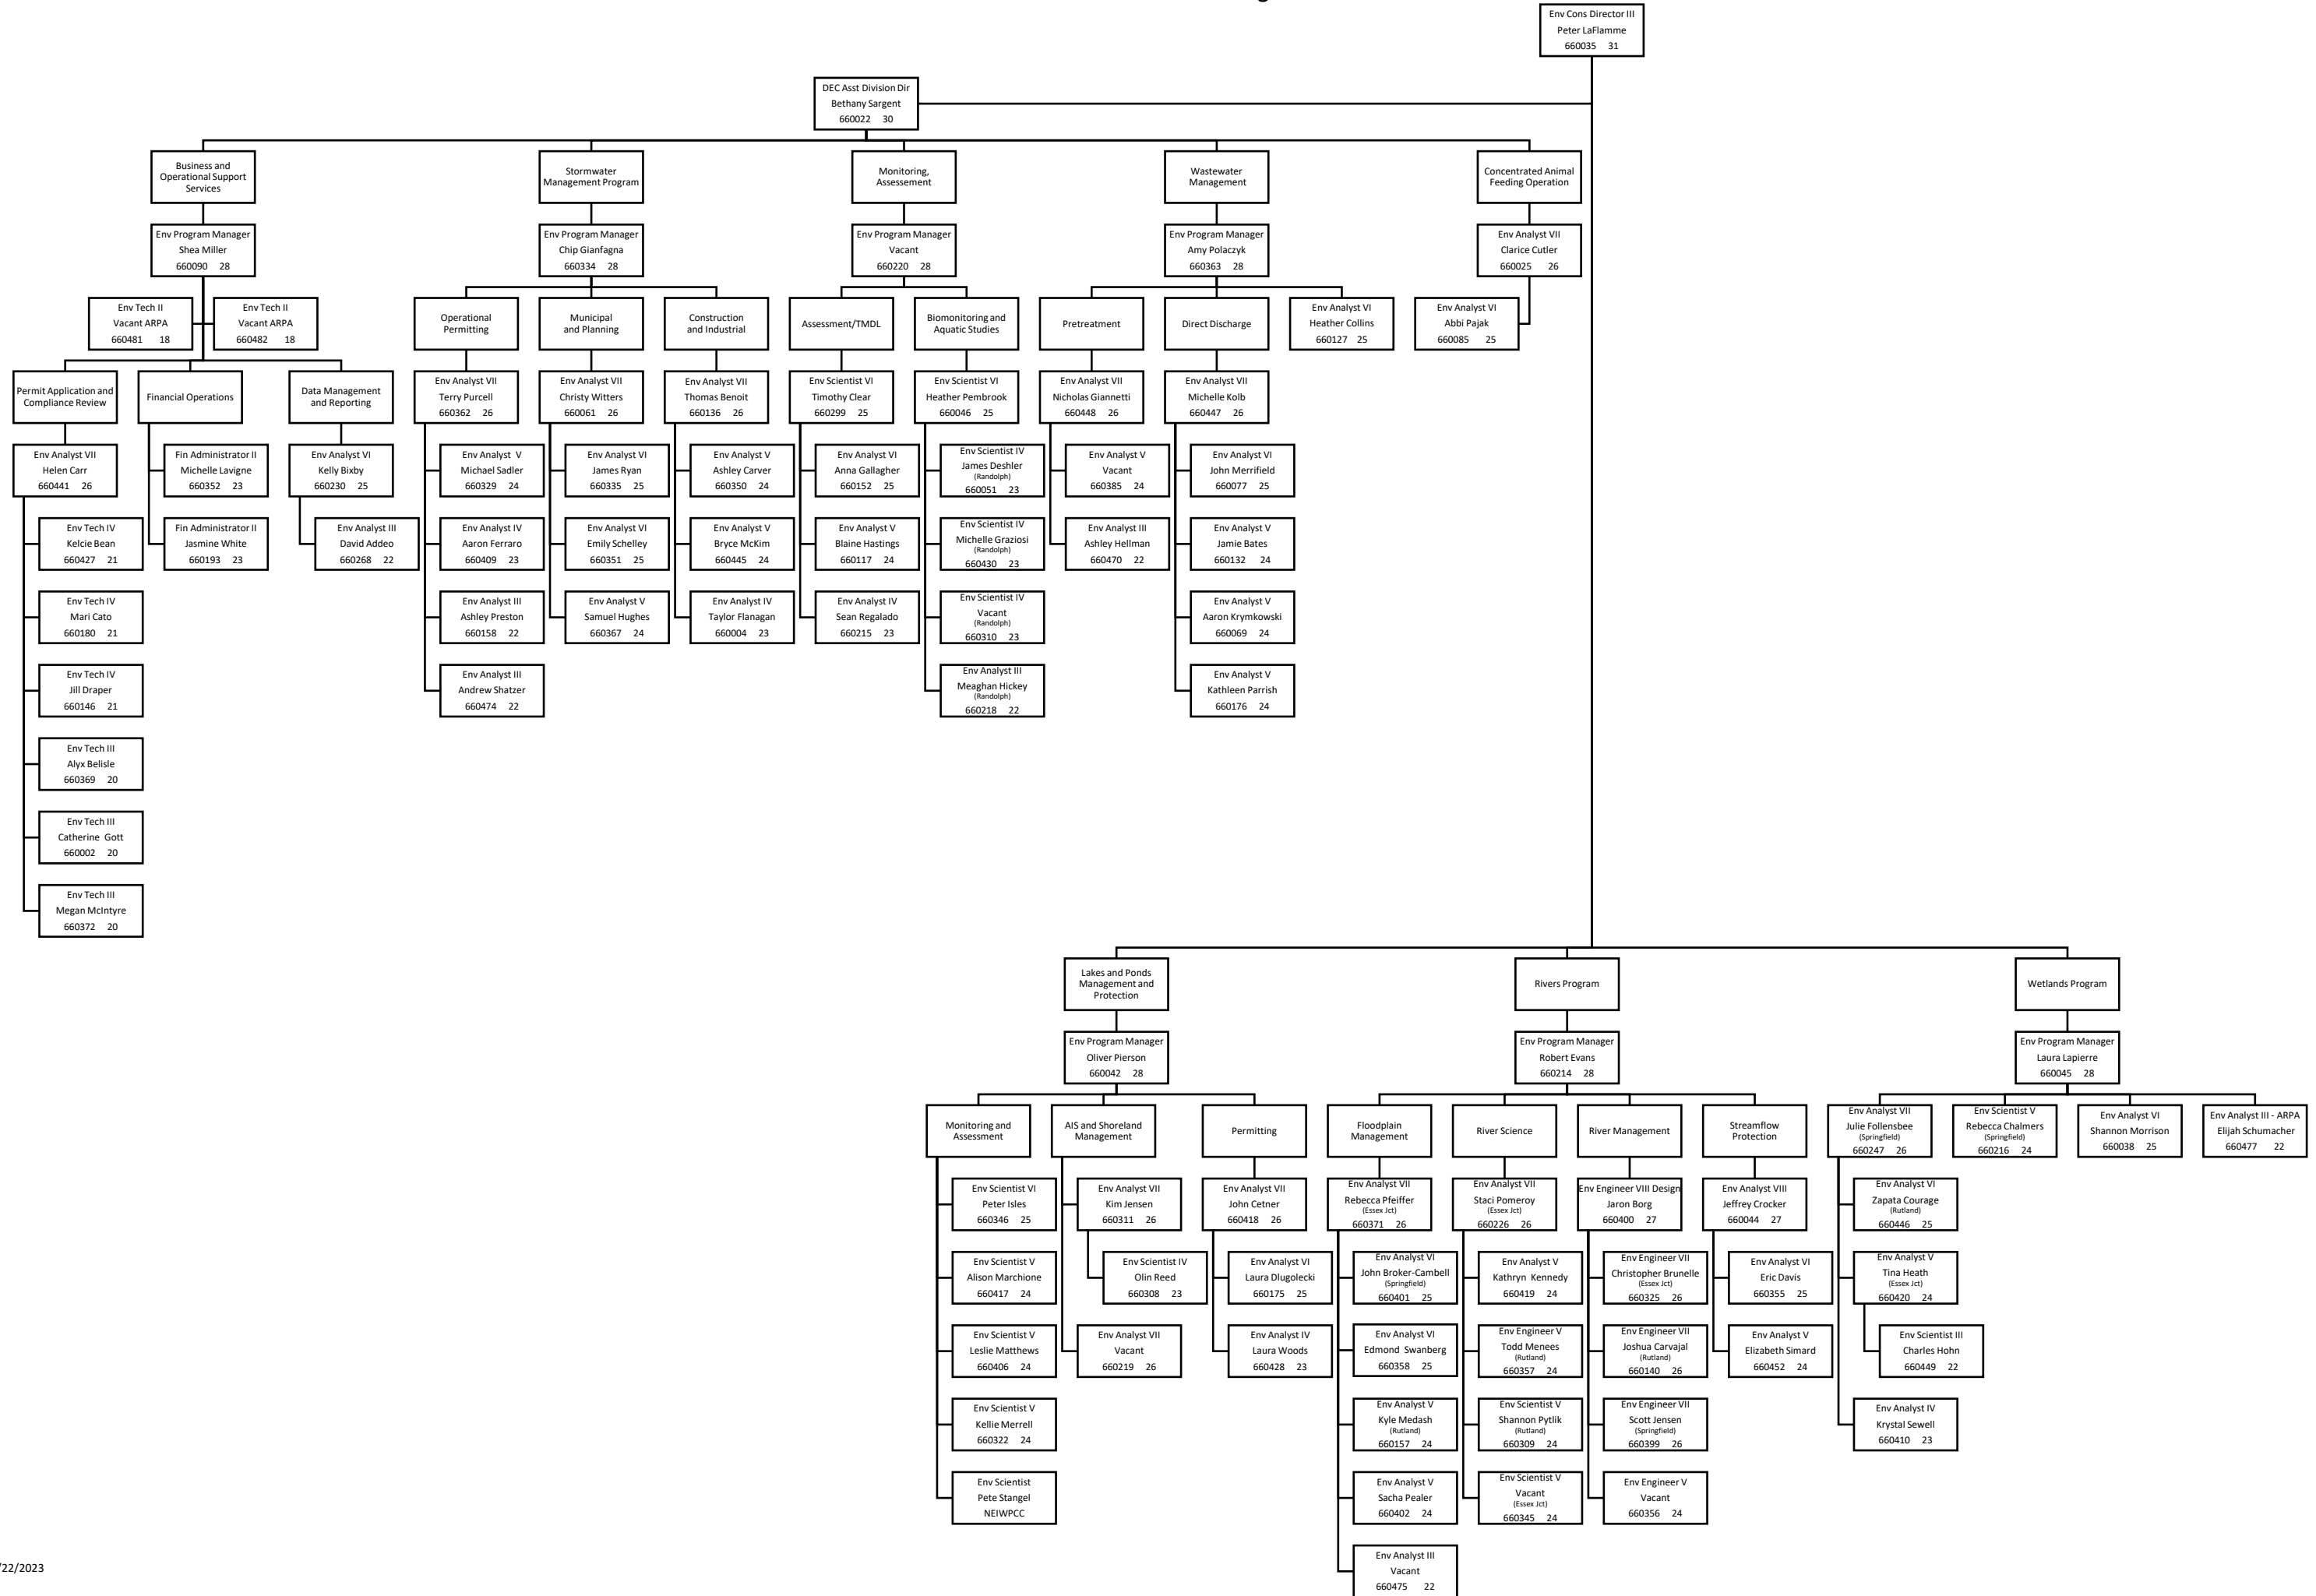 Env Cons Director III
Peter LaFlamme
660035 31
DEC Asst Division Dir
Bethany Sargent
660022 30
Business and
Operational Support
Services
Stormwater
Management Program
Monitoring,
Assessement
Wastewater
Management
Concentrated Animal
Feeding Operation
Env Program Manager
Shea Miller
660090 28
Env Program Manager
Chip Gianfagna
660334 28
Env Program Manager
Vacant
660220 28
Env Program Manager
Amy Polaczyk
660363 28
Env Analyst VII
Clarice Cutler
660025 26
Env Tech II
Vacant ARPA
660481 18
Env Tech II
Vacant ARPA
660482 18
Operational
Permitting
Municipal
and Planning
Construction
and Industrial
Assessment/TMDL
Biomonitoring and
Aquatic Studies
Pretreatment
Direct Discharge
Env Analyst VI
Heather Collins
660127 25
Env Analyst VI
Abbi Pajak
660085 25
Permit Application and
Compliance Review
Financial Operations
Data Management
and Reporting
Env Analyst VII
Terry Purcell
660362 26
Env Analyst VII
Christy Witters
660061 26
Env Analyst VII
Thomas Benoit
660136 26
Env Scientist VI
Timothy Clear
660299 25
Env Scientist VI
Heather Pembrook
660046 25
Env Analyst VII
Nicholas Giannetti
660448 26
Env Analyst VII
Michelle Kolb
660447 26
Env Analyst VII
Helen Carr
660441 26
Fin Administrator II
Michelle Lavigne
660352 23
Env Analyst VI
Kelly Bixby
660230 25
Env Analyst V
Michael Sadler
660329 24
Env Analyst VI
James Ryan
660335 25
Env Analyst V
Ashley Carver
660350 24
Env Analyst VI
Anna Gallagher
660152 25
Env Scientist IV
James Deshler
(Randolph)
660051 23
Env Analyst V
Vacant
660385 24
Env Analyst VI
John Merrifield
660077 25
Env Tech IV
Kelcie Bean
660427 21
Fin Administrator II
Jasmine White
660193 23
Env Analyst III
David Addeo
660268 22
Env Analyst IV
Aaron Ferraro
660409 23
Env Analyst VI
Emily Schelley
660351 25
Env Analyst V
Bryce McKim
660445 24
Env Analyst V
Blaine Hastings
660117 24
Env Scientist IV
Michelle Graziosi
(Randolph)
660430 23
Env Analyst III
Ashley Hellman
660470 22
Env Analyst V
Jamie Bates
660132 24
Env Tech IV
Mari Cato
660180 21
Env Analyst III
Ashley Preston
660158 22
Env Analyst V
Samuel Hughes
660367 24
Env Analyst IV
Taylor Flanagan
660004 23
Env Analyst IV
Sean Regalado
660215 23
Env Scientist IV
Vacant
(Randolph)
660310 23
Env Analyst V
Aaron Krymkowski
660069 24
Env Tech IV
Jill Draper
660146 21
Env Analyst III
Andrew Shatzer
660474 22
Env Analyst III
Meaghan Hickey
(Randolph)
660218 22
Env Analyst V
Kathleen Parrish
660176 24
Env Tech III
Alyx Belisle
660369 20
Env Tech III
Catherine Gott
660002 20
Env Tech III
Megan McIntyre
660372 20
Lakes and Ponds
Management and
Protection
Rivers Program
Wetlands Program
Env Program Manager
Oliver Pierson
660042 28
Env Program Manager
Robert Evans
660214 28
Env Program Manager
Laura Lapierre
660045 28
Monitoring and
Assessment
AIS and Shoreland
Management
Permitting
Floodplain
Management
River Science
River Management
Streamflow
Protection
Env Analyst VII
Julie Follensbee
(Springfield)
660247 26
Env Scientist V
Rebecca Chalmers
(Springfield)
660216 24
Env Analyst VI
Shannon Morrison
660038 25
Env Analyst III - ARPA
Elijah Schumacher
660477 22
Env Scientist VI
Peter Isles
660346 25
Env Analyst VII
Kim Jensen
660311 26
Env Analyst VII
John Cetner
660418 26
Env Analyst VII
Rebecca Pfeiffer
(Essex Jct)
660371 26
Env Analyst VII
Staci Pomeroy
(Essex Jct)
660226 26
Env Engineer VIII Design
Jaron Borg
660400 27
Env Analyst VIII
Jeffrey Crocker
660044 27
Env Analyst VI
Zapata Courage
(Rutland)
660446 25
Env Scientist V
Alison Marchione
660417 24
Env Scientist IV
Olin Reed
660308 23
Env Analyst VI
Laura Dlugolecki
660175 25
Env Analyst VI
John Broker-Cambell
(Springfield)
660401 25
Env Analyst V
Kathryn Kennedy
660419 24
Env Engineer VII
Christopher Brunelle
(Essex Jct)
660325 26
Env Analyst VI
Eric Davis
660355 25
Env Analyst V
Tina Heath
(Essex Jct)
660420 24
Env Scientist V
Leslie Matthews
660406 24
Env Analyst VII
Vacant
660219 26
Env Analyst IV
Laura Woods
660428 23
Env Analyst VI
Edmond Swanberg
660358 25
Env Engineer V
Todd Menees
(Rutland)
660357 24
Env Engineer VII
Joshua Carvajal
(Rutland)
660140 26
Env Analyst V
Elizabeth Simard
660452 24
Env Scientist III
Charles Hohn
660449 22
Env Scientist V
Kellie Merrell
660322 24
Env Analyst V
Kyle Medash
(Rutland)
660157 24
Env Scientist V
Shannon Pytlik
(Rutland)
660309 24
Env Engineer VII
Scott Jensen
(Springfield)
660399 26
Env Analyst IV
Krystal Sewell
660410 23
Env Scientist
Pete Stangel
NEIWPCC
Env Analyst V
Sacha Pealer
660402 24
Env Scientist V
Vacant
(Essex Jct)
660345 24
Env Engineer V
Vacant
660356 24
Env Analyst III
Vacant
660475 22
/22/2023